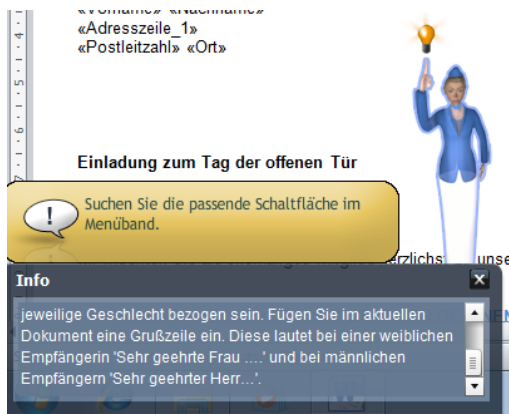 «Vorname» «Nachname»
«Adresszeile_1»
«Postleitzahl» «Ort»
Einladung zum Tag der offenen Tür
Suchen Sie die passende Schaltfläche im
Menüband.
Info
jeweilige Geschlecht bezogen sein. Fügen Sie im aktuellen
Dokument eine Grußzeile ein. Diese lautet bei einer weiblichen
Empfängerin 'Sehr geehrte Frau ....' und bei männlichen
Empfängern 'Sehr geehrter Herr...'.